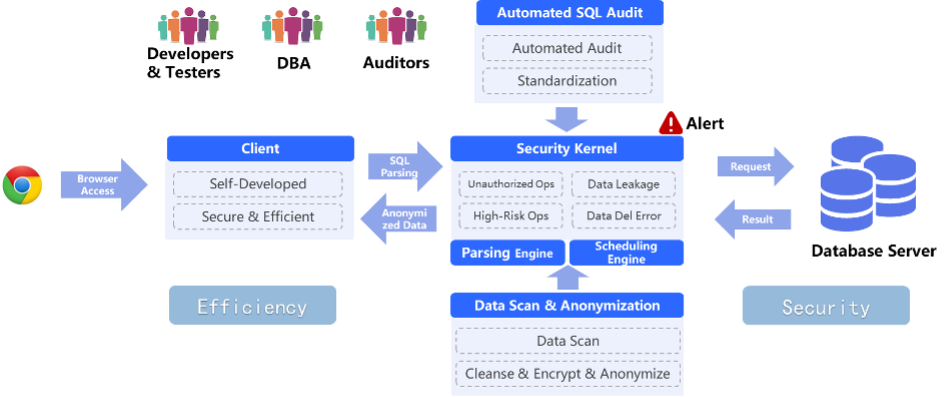 Automated SQL Audit
Automated Audit
Standardization
Developers
& Testers
DBA
Auditors
Alert
Browser
Access
Client
Self-Developed
Secure & Efficient
SQL
Parsing
Anonymi
zed Data
Security Kernel
Unauthorized Ops
Data Leakage
High-Risk Ops
Data Del Error
Parsing Engine
Scheduling
Engine
Request
Result
Database Server
Efficiency
Data Scan & Anonymization
Data Scan
Cleanse & Encrypt & Anonymize
Security